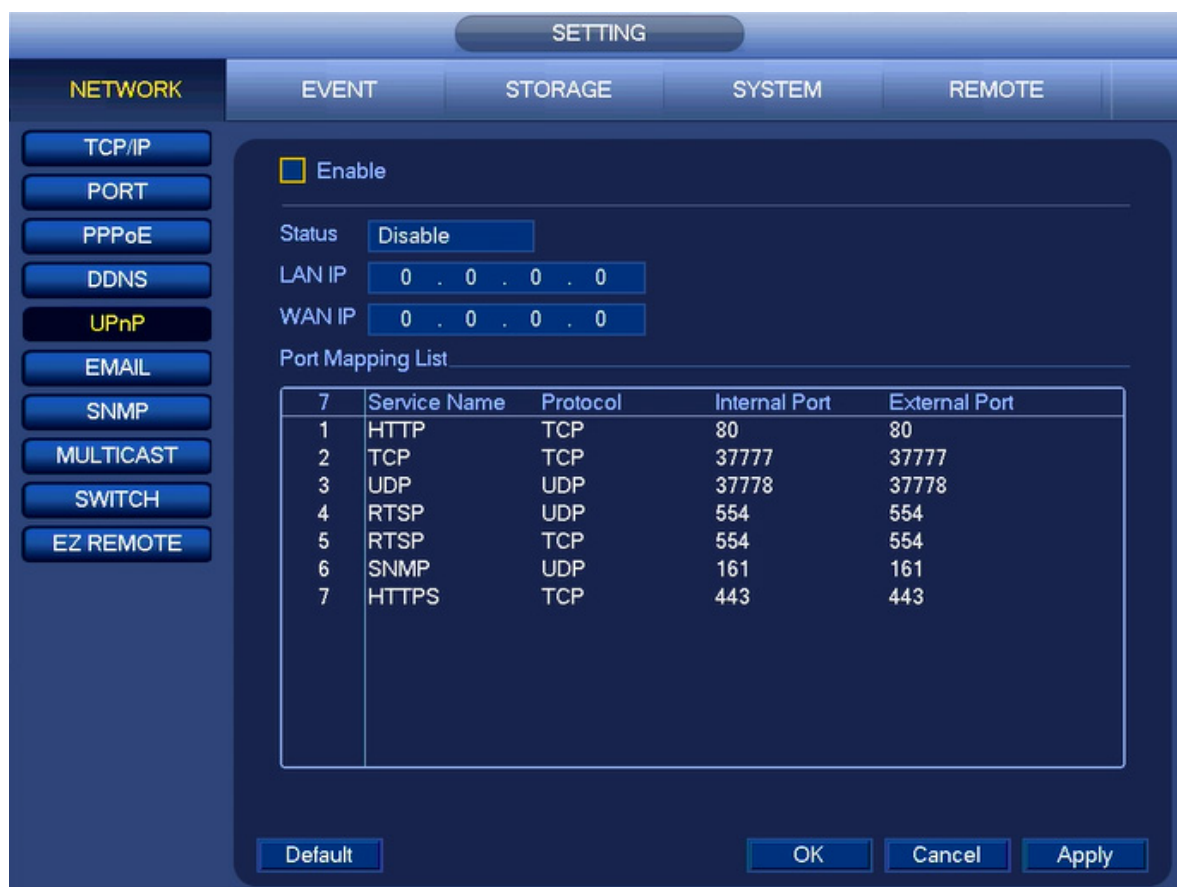 SETTING
NETWORK EVENT STORAGE SYSTEM REMOTE
TCP/IP
PORT
PPPoE
DDNS
UPnP
EMAIL
SNMP
MULTICAST
SWITCH
EZ REMOTE
Enable
Status Disable
LAN IP 0 . 0 . 0 . 0
WAN IP 0 . 0 . 0 . 0
Port Mapping List
7 Service Name Protocol Internal Port External Port
1 HTTP TCP 80 80
2 TCP TCP 37777 37777
3 UDP UDP 37778 37778
4 RTSP UDP 554 554
5 RTSP TCP 554 554
6 SNMP UDP 161 161
7 HTTPS TCP 443 443
Default OK Cancel Apply